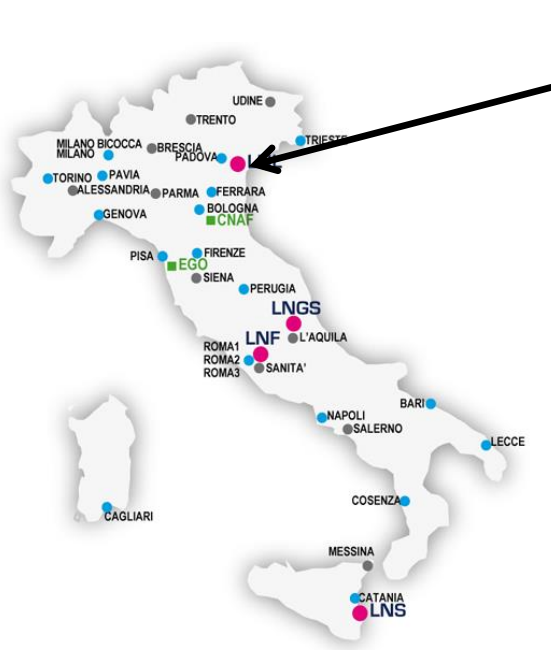 UDINE
TRENTO
TRIESTE
MILANO BICOCCA
MILANO
BRESCIA
PADOVA
TORINO
PAVIA
ALESSANDRIA
PARMA
FERRARA
GENOVA
BOLOGNA
CNAF
PISA
FIRENZE
EGO
SIENA
PERUGIA
LNGS
LNF
L'AQUILA
ROMA1
ROMA2
ROMA3
SANITA'
BARI
NAPOLI
SALERNO
LECCE
COSENZA
CAGLIARI
MESSINA
CATANIA
LNS